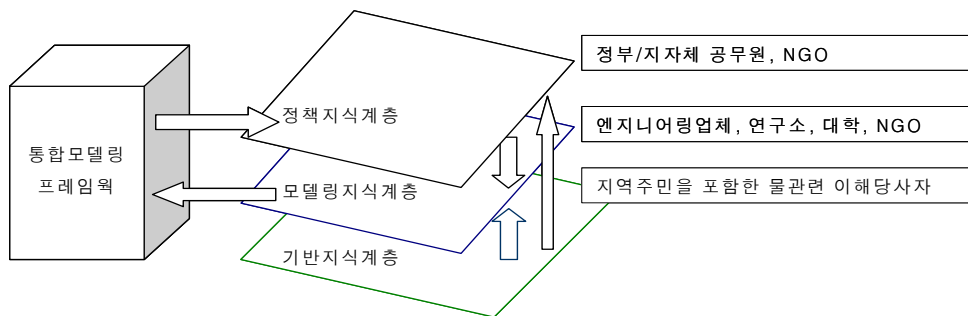 통합모델링
프레임웍
정책지식계층
모델링지식계층
기반지식계층
정부/지자체 공무원, NGO
엔지니어링업체, 연구소, 대학, NGO
지역주민을 포함한 물관련 이해당사자